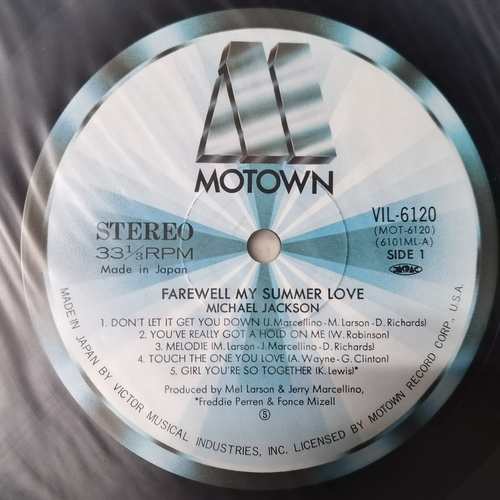 MOTOWN
STEREO
33⅓RPM
Made in Japan
VIL-6120
(MOT-6120)
(6101ML-A)
SIDE 1
FAREWELL MY SUMMER LOVE
MICHAEL JACKSON
1. DON'T LET IT GET YOU DOWN (J. Marcellino-M. Larson-D. Richards)
2. YOU'VE REALLY GOT A HOLD ON ME (W. Robinson)
3. MELODIE (M. Larson-J. Marcellino-D. Richards)
4. TOUCH THE ONE YOU LOVE (A. Wayne-G. Clinton)
5. GIRL YOU'RE SO TOGETHER (K. Lewis)*
Produced by Mel Larson & Jerry Marcellino,
*Freddie Perren & Fonce Mizell
Ⓢ
MADE IN JAPAN BY VICTOR MUSICAL INDUSTRIES, INC. LICENSED BY MOTOWN RECORD CORP., U.S.A.